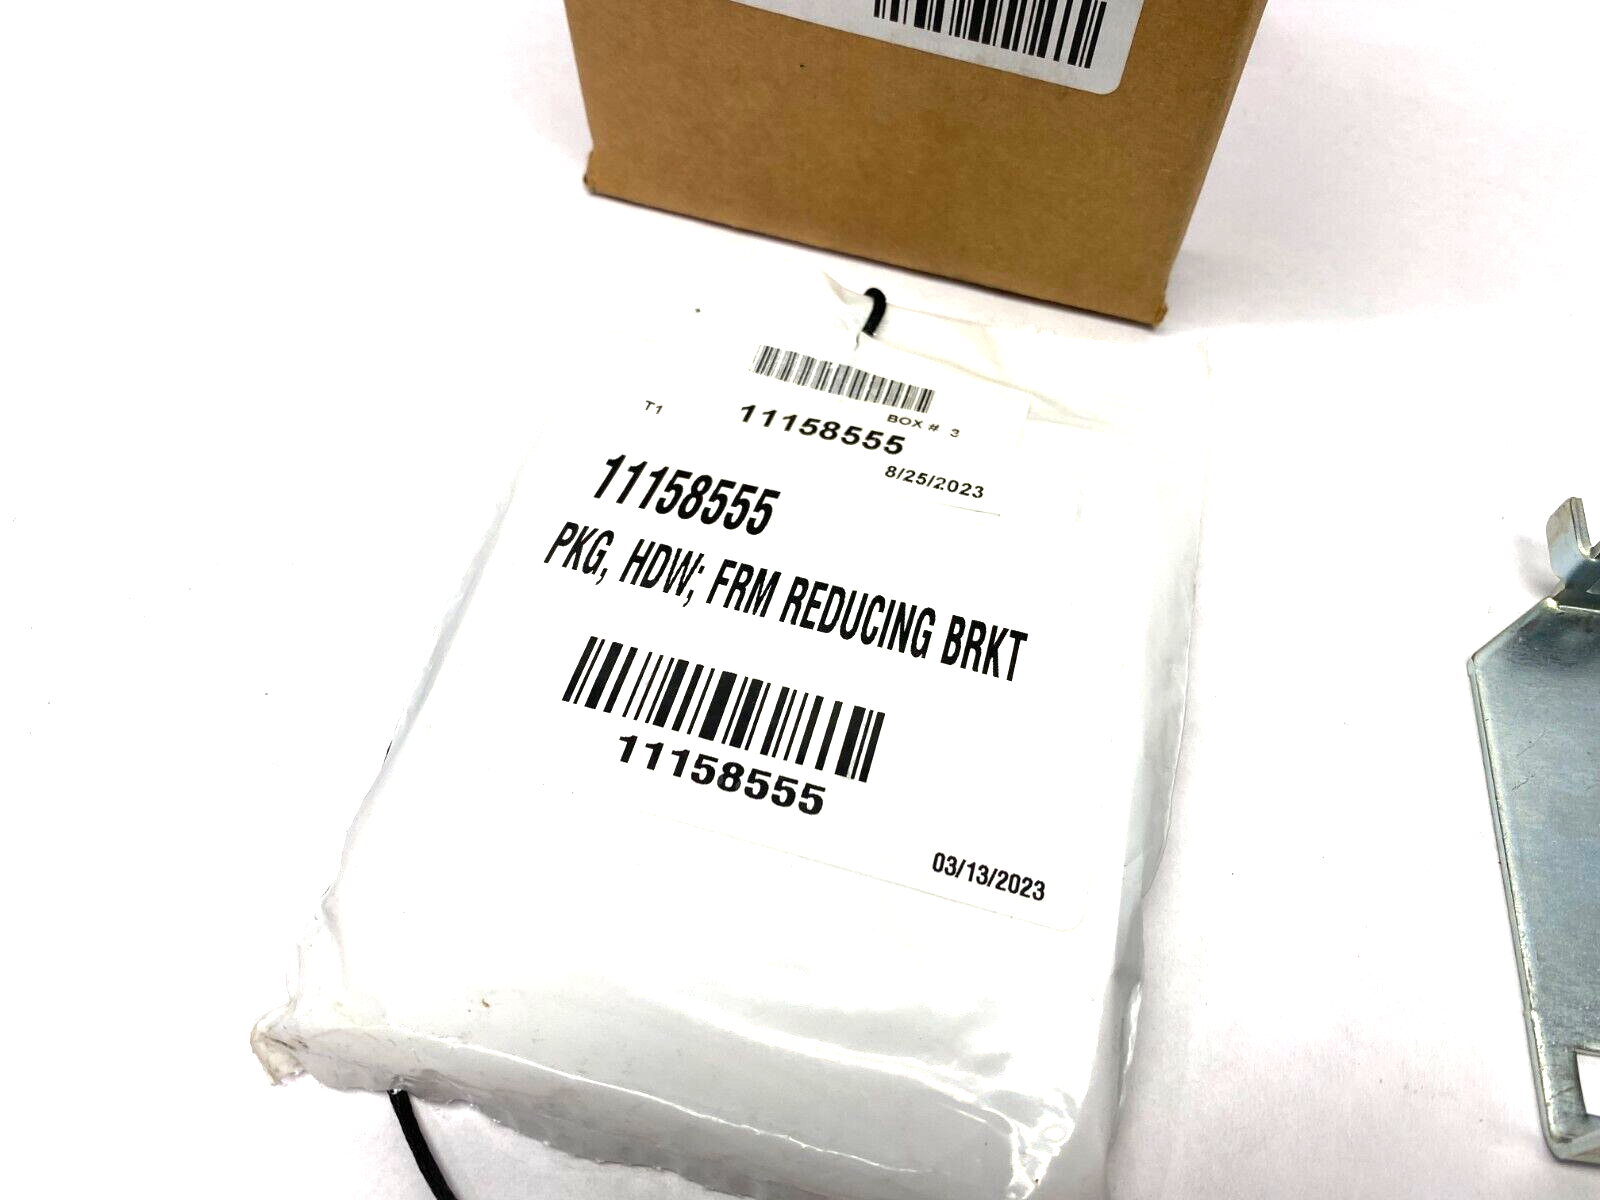 T1
BOX # 3
11158555
8/25/2023
11158555
PKG, HDW; FRM REDUCING BRKT
11158555
03/13/2023